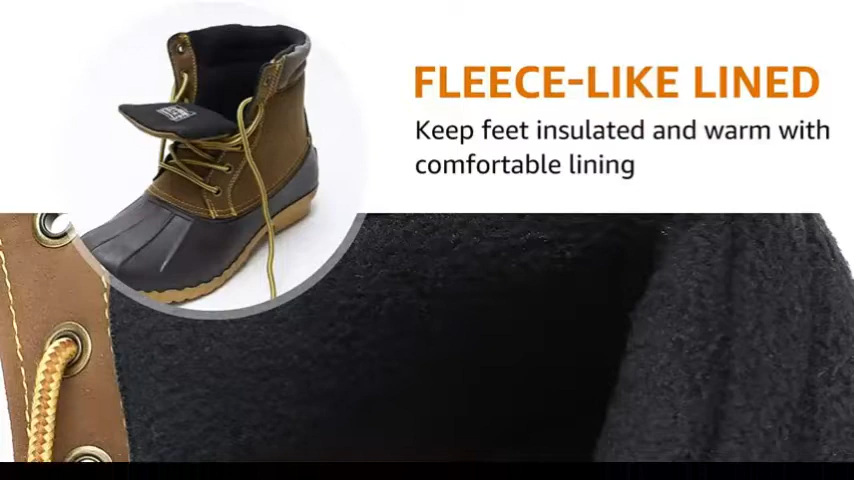 FLEECE-LIKE LINED
Keep feet insulated and warm with
comfortable lining